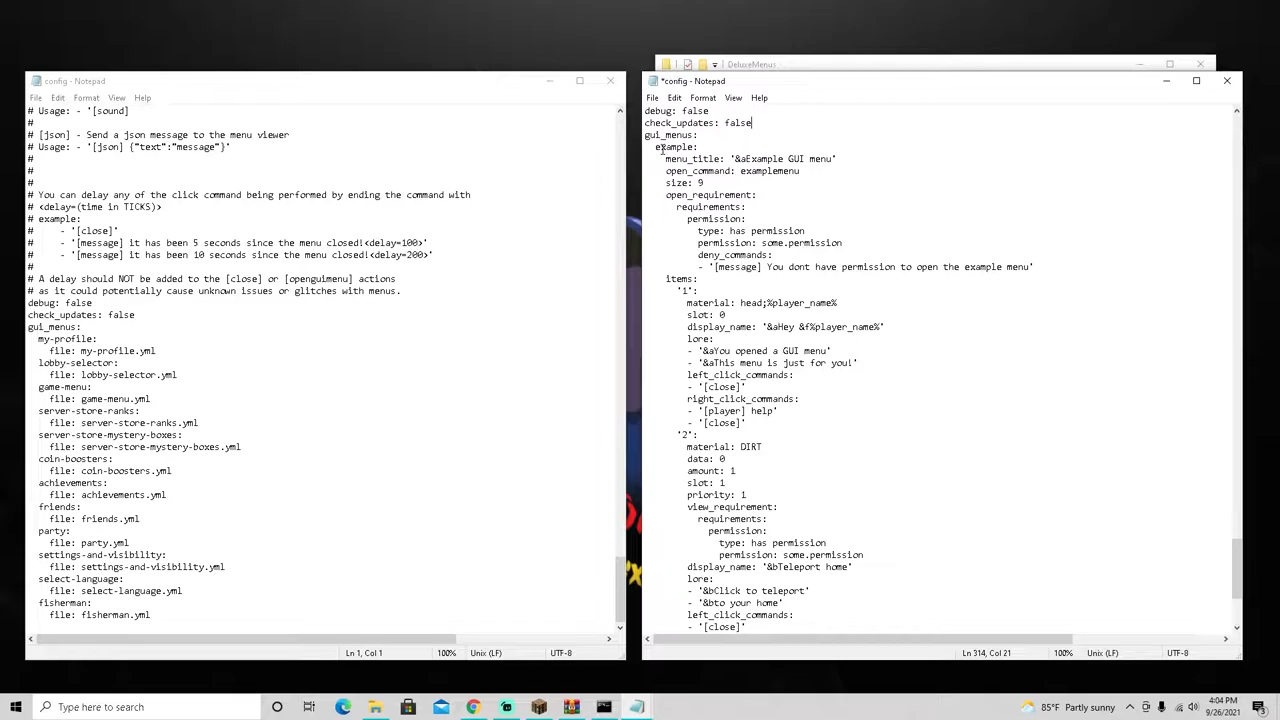 config - Notepad
File Edit Format View Help
# Usage: - '[sound]
#
# [json] - Send a json message to the menu viewer
# Usage: - '[json] {"text":"message"}'
#
#
#
# You can delay any of the click command being performed by ending the command with
# <delay=(time in TICKS)>
# example:
# - '[close]'
# - '[message] it has been 5 seconds since the menu closed!<delay=100>'
# - '[message] it has been 10 seconds since the menu closed!<delay=200>'
#
# A delay should NOT be added to the [close] or [openguimenu] actions
# as it could potentially cause unknown issues or glitches with menus.
debug: false
check_updates: false
gui_menus:
my-profile:
file: my-profile.yml
lobby-selector:
file: lobby-selector.yml
game-menu:
file: game-menu.yml
server-store-ranks:
file: server-store-ranks.yml
server-store-mystery-boxes:
file: server-store-mystery-boxes.yml
coin-boosters:
file: coin-boosters.yml
achievements:
file: achievements.yml
friends:
file: friends.yml
party:
file: party.yml
settings-and-visibility:
file: settings-and-visibility.yml
select-language:
file: select-language.yml
fisherman:
file: fisherman.yml
Ln 1, Col 1 100% Unix (LF) UTF-8
DeluxeMenus
*config - Notepad
File Edit Format View Help
debug: false
check_updates: false
gui_menus:
example:
menu_title: '&aExample GUI menu'
open_command: examplemenu
size: 9
open_requirement:
requirements:
permission:
type: has permission
permission: some.permission
deny_commands:
- '[message] You dont have permission to open the example menu'
items:
'1':
material: head;%player_name%
slot: 0
display_name: '&aHey &f%player_name%'
lore:
- '&aYou opened a GUI menu'
- '&aThis menu is just for you!'
left_click_commands:
- '[close]'
right_click_commands:
- '[player] help'
- '[close]'
'2':
material: DIRT
data: 0
amount: 1
slot: 1
priority: 1
view_requirement:
requirements:
permission:
type: has permission
permission: some.permission
display_name: '&bTeleport home'
lore:
- '&bClick to teleport'
- '&bto your home'
left_click_commands:
- '[close]'
Ln 314, Col 21 100% Unix (LF) UTF-8
Type here to search
85°F Partly sunny
4:04 PM
9/26/2021
3